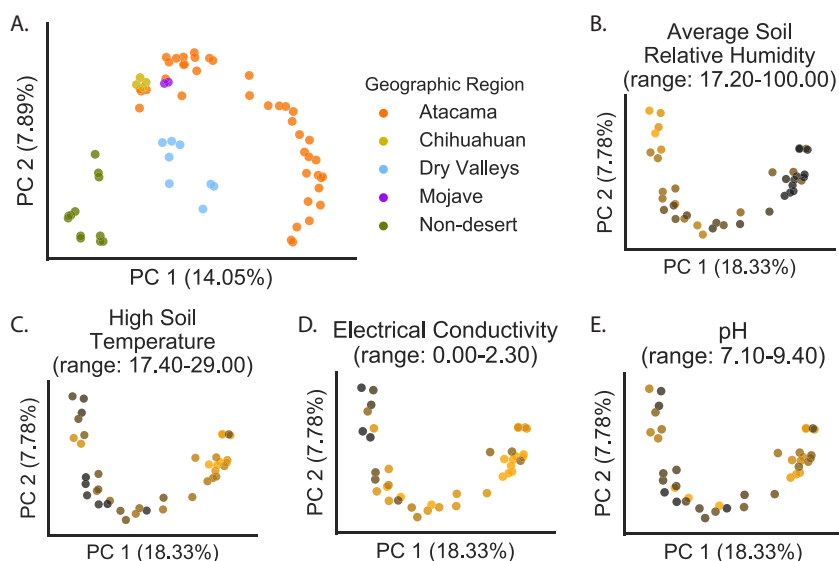 A.
PC 2 (7.89%)
PC 1 (14.05%)
Geographic Region
Atacama
Chihuahuan
Dry Valleys
Mojave
Non-desert
B.
Average Soil
Relative Humidity
(range: 17.20-100.00)
PC 2 (7.78%)
PC 1 (18.33%)
C.
High Soil
Temperature
(range: 17.40-29.00)
PC 2 (7.78%)
PC 1 (18.33%)
D.
Electrical Conductivity
(range: 0.00-2.30)
PC 2 (7.78%)
PC 1 (18.33%)
E.
pH
(range: 7.10-9.40)
PC 2 (7.78%)
PC 1 (18.33%)